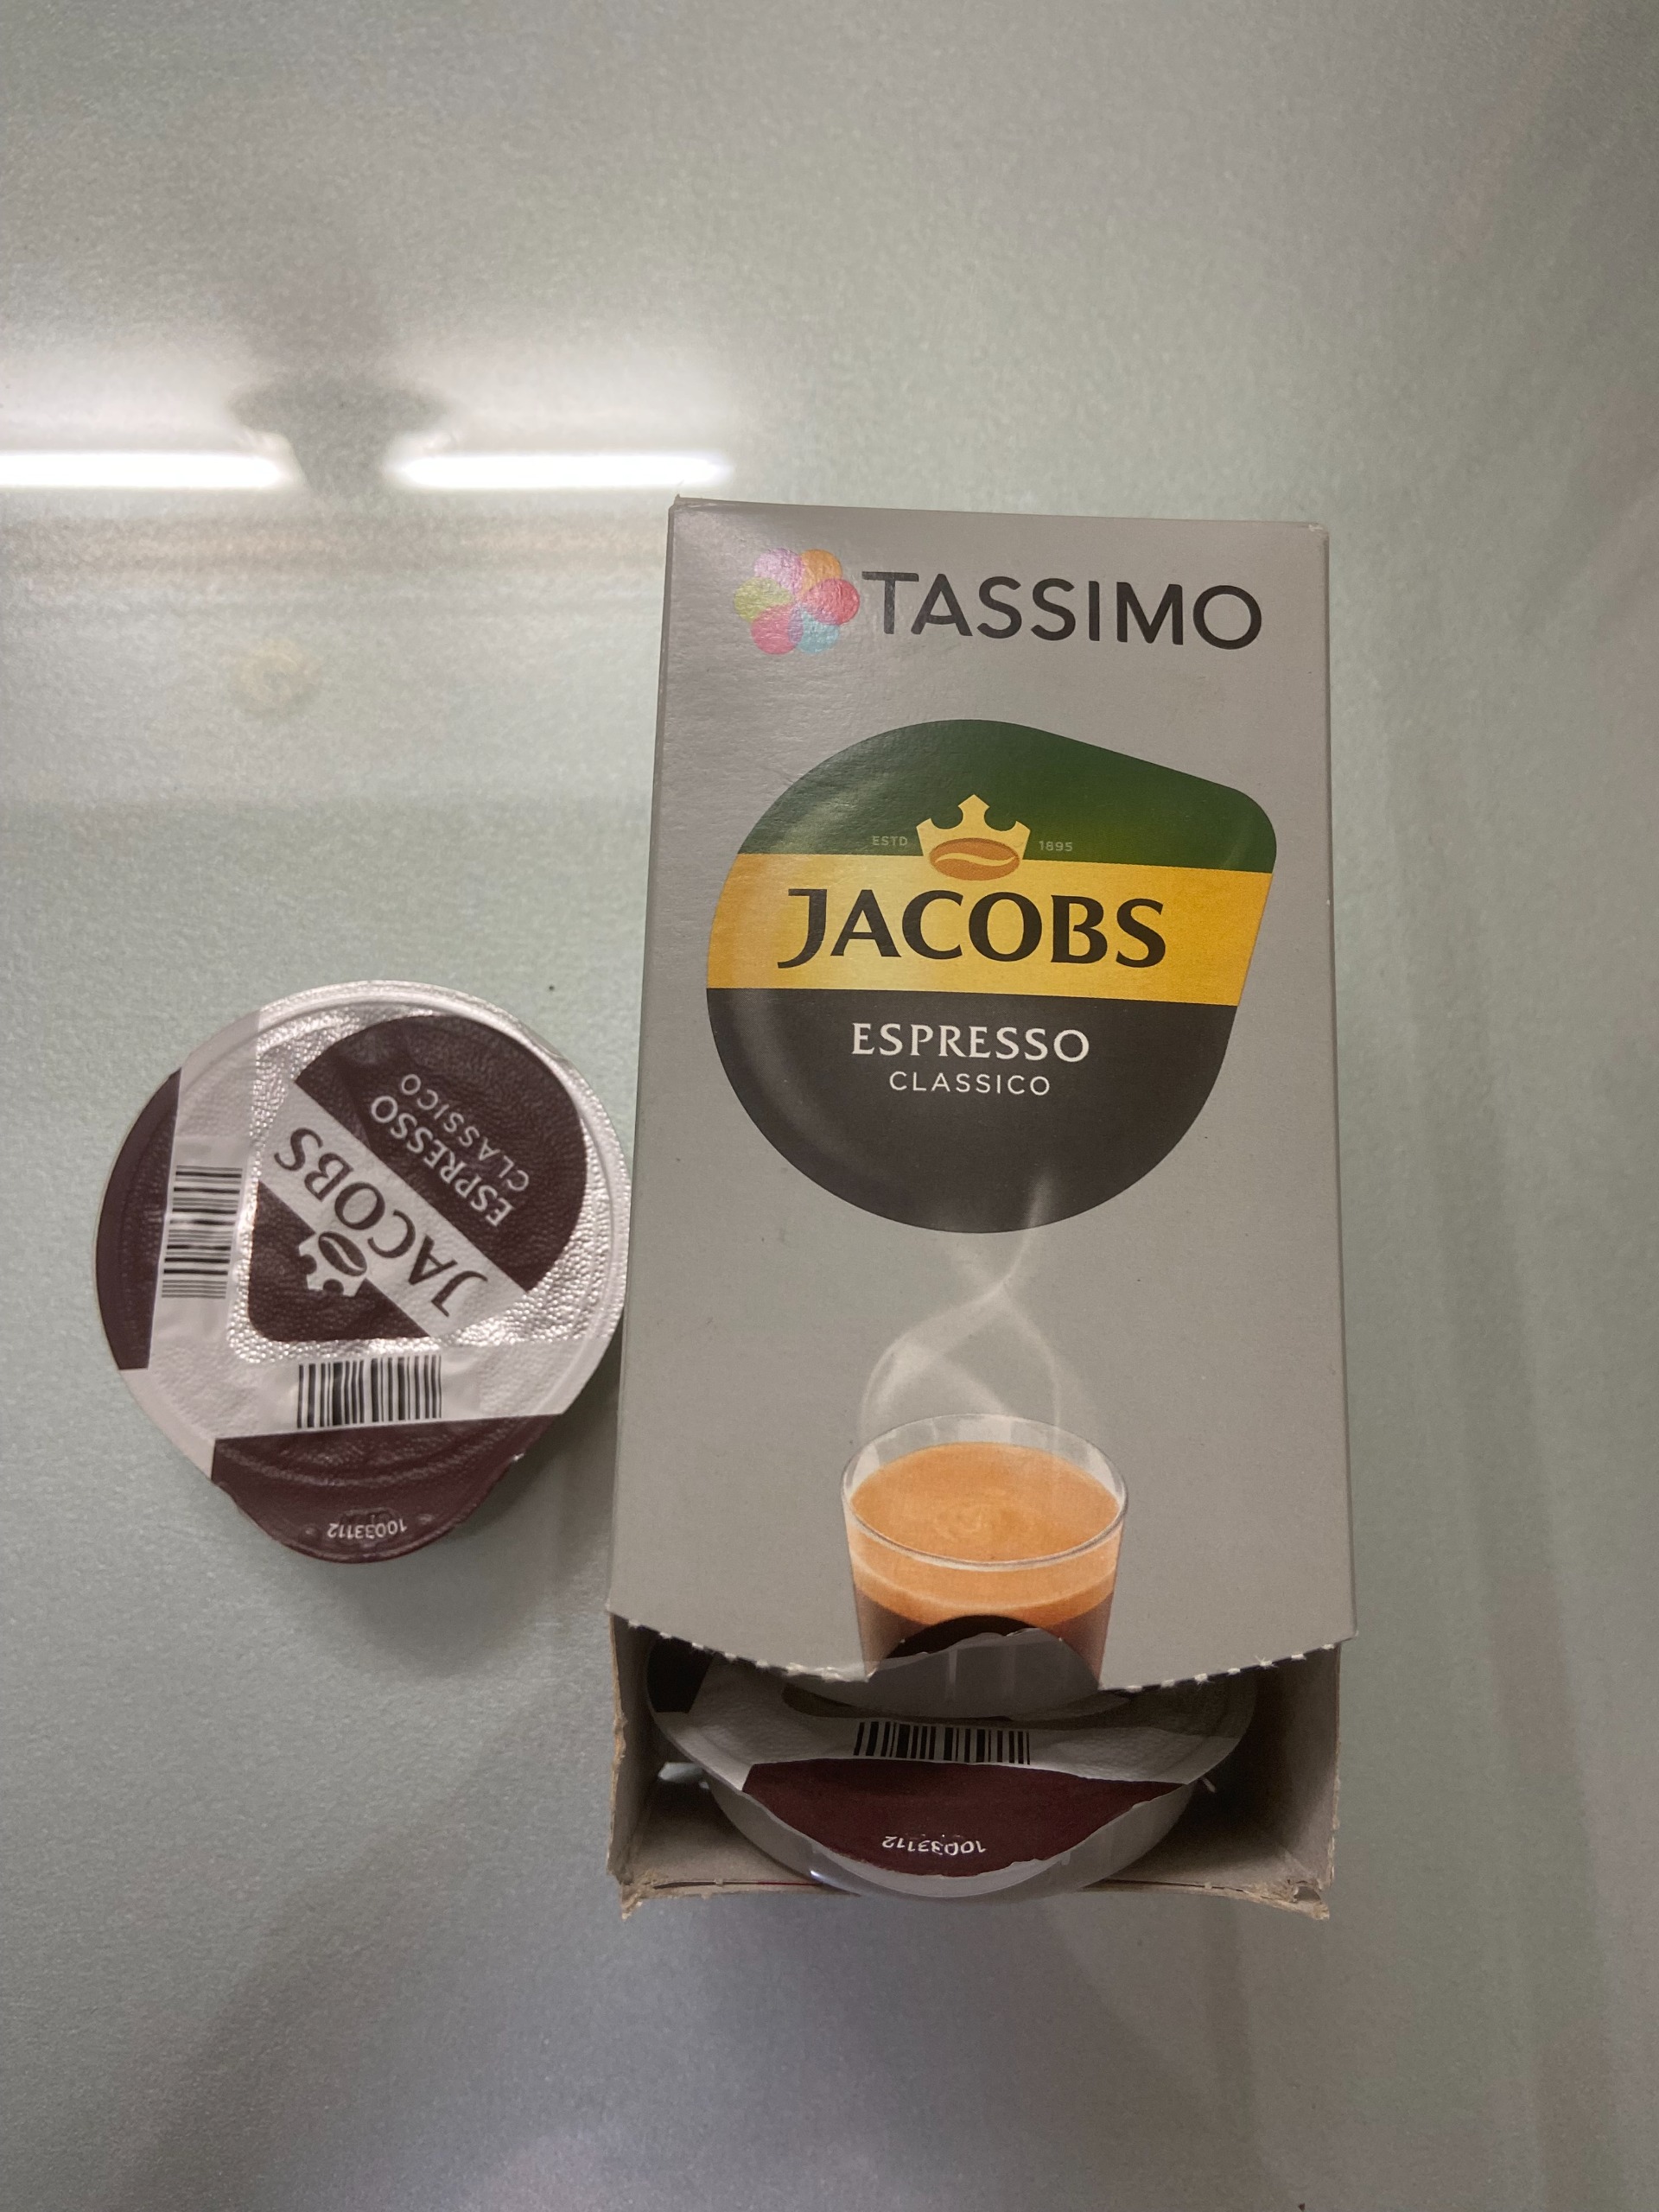 TASSIMO
ESTD 1895
JACOBS
ESPRESSO
CLASSICO
JACOBS
ESPRESSO
CLASSICO
10033112
10033112